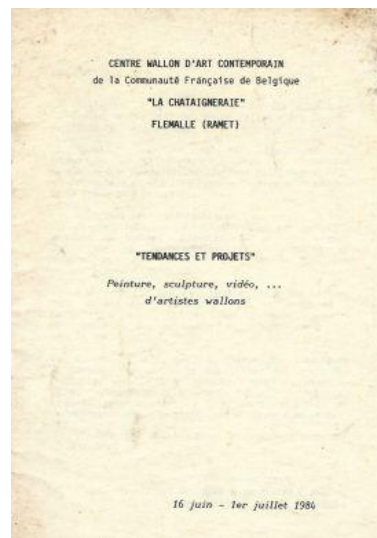 CENTRE WALLON D'ART CONTEMPORAIN
de la Communauté Française de Belgique
"LA CHATAIGNERAIE"
FLEMALLE (RAMET)
"TENDANCES ET PROJETS"
Peinture, sculpture, vidéo, ...
d'artistes wallons
16 juin - 1er juillet 1984